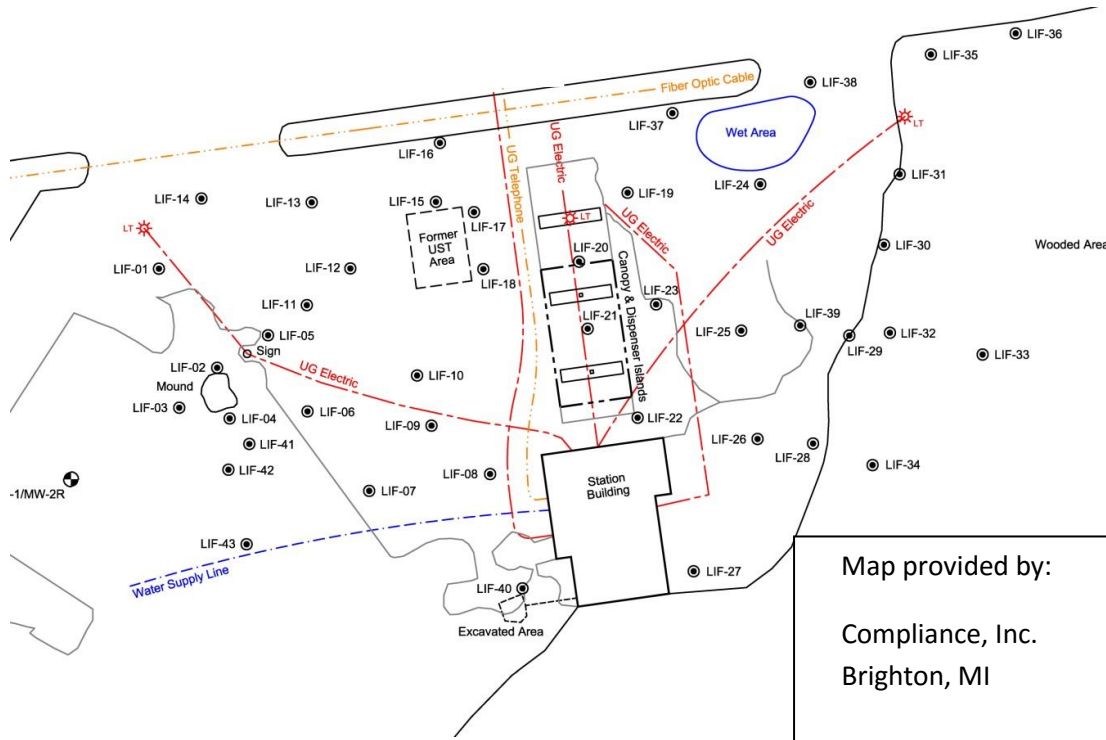 LIF-36
LIF-35
LIF-38
Fiber Optic Cable
LIF-37
LT
Wet Area
UG Electric
UG Electric
UG Telephone
LIF-16
LIF-31
LIF-24
LIF-19
LIF-14
LIF-13
LIF-15
LIF-17
LT
LT
UG Electric
UG Electric
Former
UST
Area
LIF-30
Wooded Area
LIF-20
LIF-01
LIF-12
LIF-18
Canopy & Dispenser Islands
LIF-11
LIF-23
LIF-21
LIF-25
LIF-39
LIF-05
Sign
LIF-29
LIF-32
LIF-33
LIF-02
UG Electric
Mound
LIF-10
LIF-03
LIF-04
LIF-06
LIF-09
LIF-22
LIF-41
LIF-26
LIF-28
LIF-42
LIF-08
LIF-34
-1/MW-2R
LIF-07
Station
Building
LIF-43
Water Supply Line
LIF-40
LIF-27
Excavated Area
Map provided by:
Compliance, Inc.
Brighton, MI